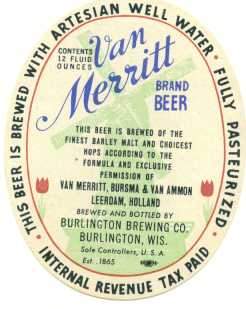 THIS BEER IS BREWED WITH ARTESIAN WELL WATER · FULLY PASTEURIZED ·
INTERNAL REVENUE TAX PAID ·
CONTENTS
12 FLUID
OUNCES
Van
Merritt
BRAND
BEER
THIS BEER IS BREWED OF THE
FINEST BARLEY MALT AND CHOICEST
HOPS ACCORDING TO THE
FORMULA AND EXCLUSIVE
PERMISSION OF
VAN MERRITT, BURSMA & VAN AMMON
LEERDAM, HOLLAND
BREWED AND BOTTLED BY
BURLINGTON BREWING CO.
BURLINGTON, WIS.
Sole Controllers, U. S. A.
Est. 1865